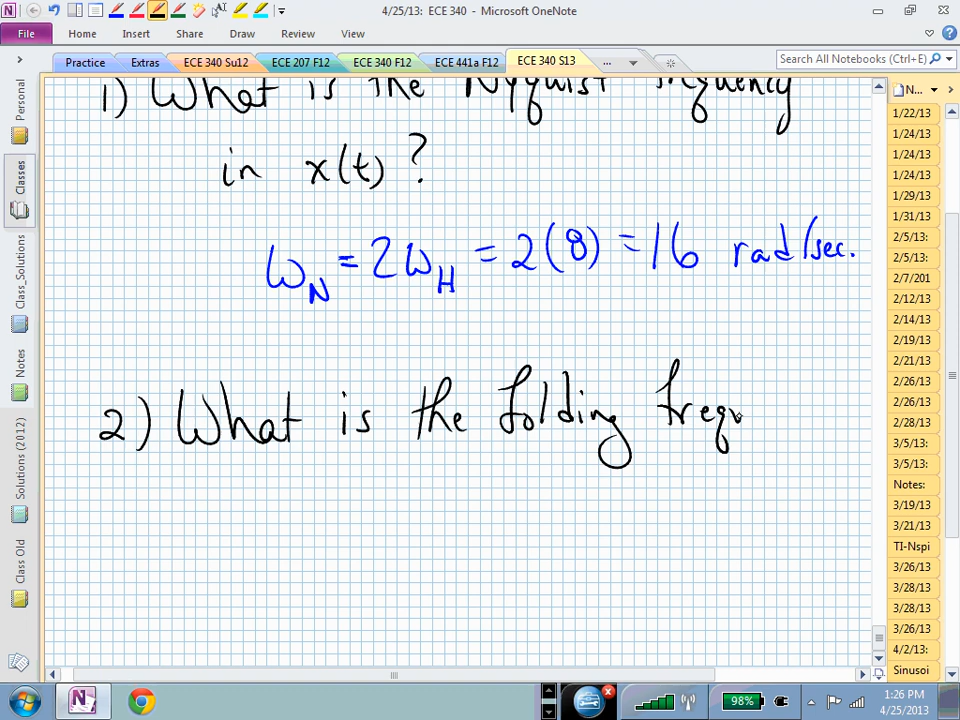 4/25/13: ECE 340 - Microsoft OneNote
File Home Insert Share Draw Review View
Practice Extras ECE 340 Su12 ECE 207 F12 ECE 340 F12 ECE 441a F12 ECE 340 S13 ...
Search All Notebooks (Ctrl+E)
Personal
Classes
Class_Solutions
Notes
Solutions (2012)
Class Old
1) What is the Nyquist frequency
in x(t) ?
ωN = 2ωH = 2(8) = 16 rad/sec.
2) What is the folding freq
N...
1/22/13
1/24/13
1/24/13
1/24/13
1/29/13
1/31/13
2/5/13:
2/5/13:
2/7/201
2/12/13
2/14/13
2/19/13
2/21/13
2/26/13
2/26/13
2/28/13
3/5/13:
3/5/13:
Notes:
3/19/13
3/21/13
TI-Nspi
3/26/13
3/28/13
3/28/13
3/26/13
4/2/13:
Sinusoi
98%
1:26 PM
4/25/2013